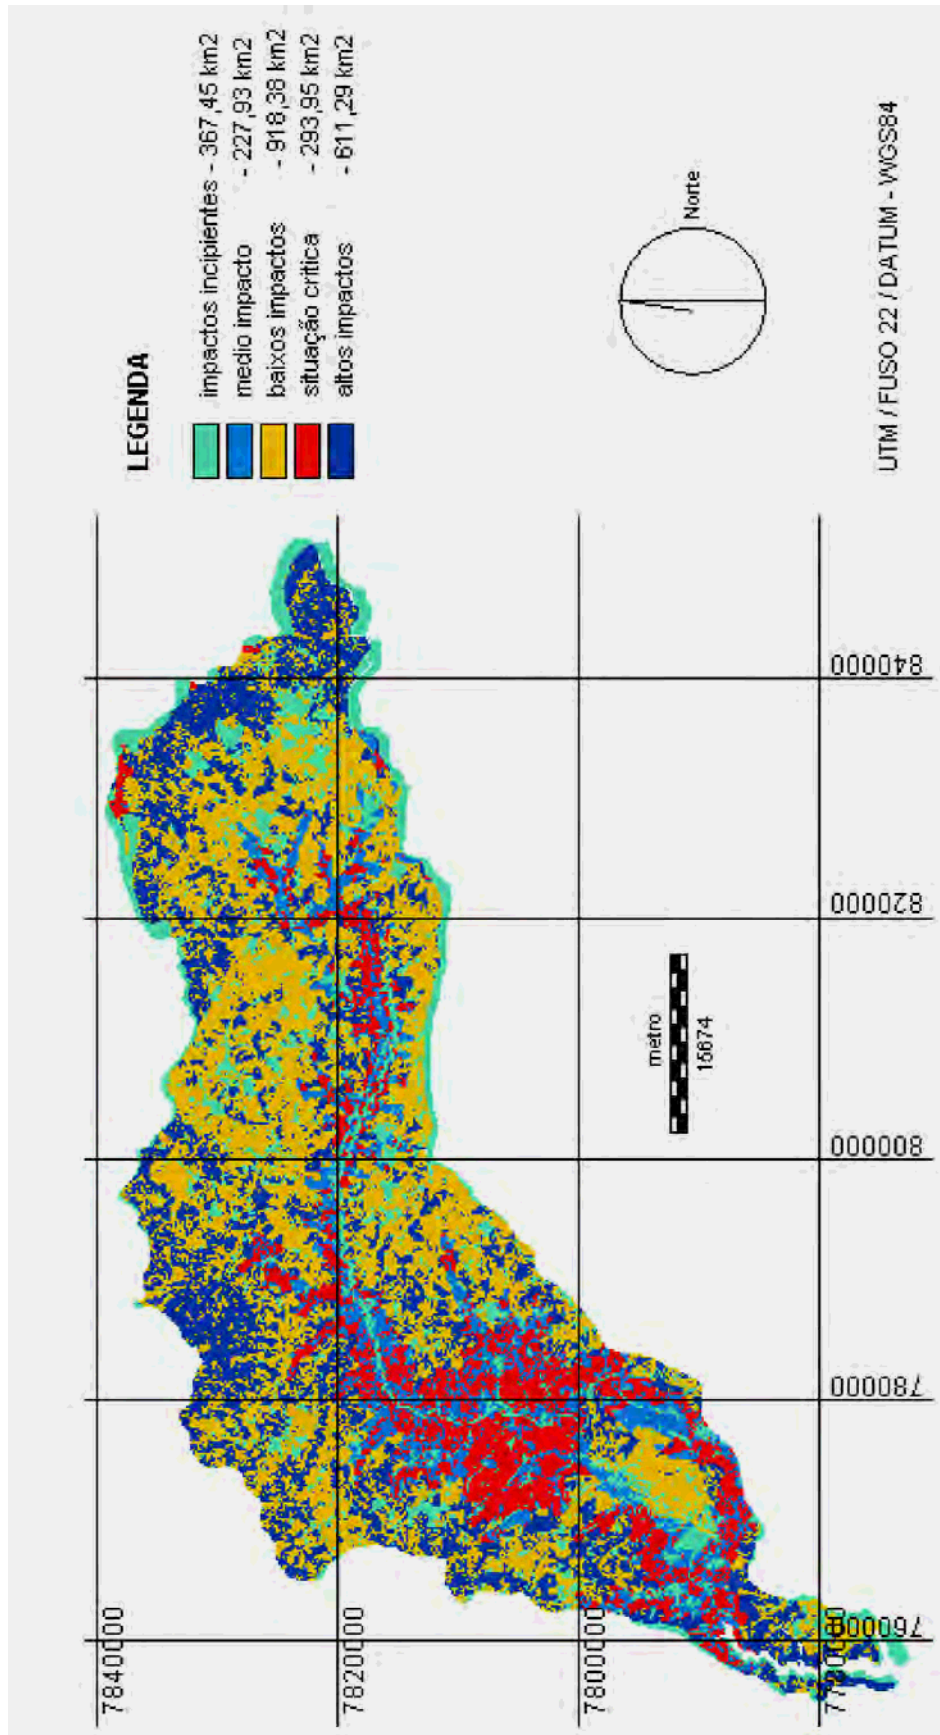 LEGENDA
impactos incipientes - 367,45 km2
medio impacto - 227,93 km2
baixos impactos - 918,38 km2
situação critica - 293,95 km2
altos impactos - 611,29 km2
Norte
UTM / FUSO 22 / DATUM - WGS84
7840000
7820000
7800000
760000
780000
800000
820000
840000
metro
15674